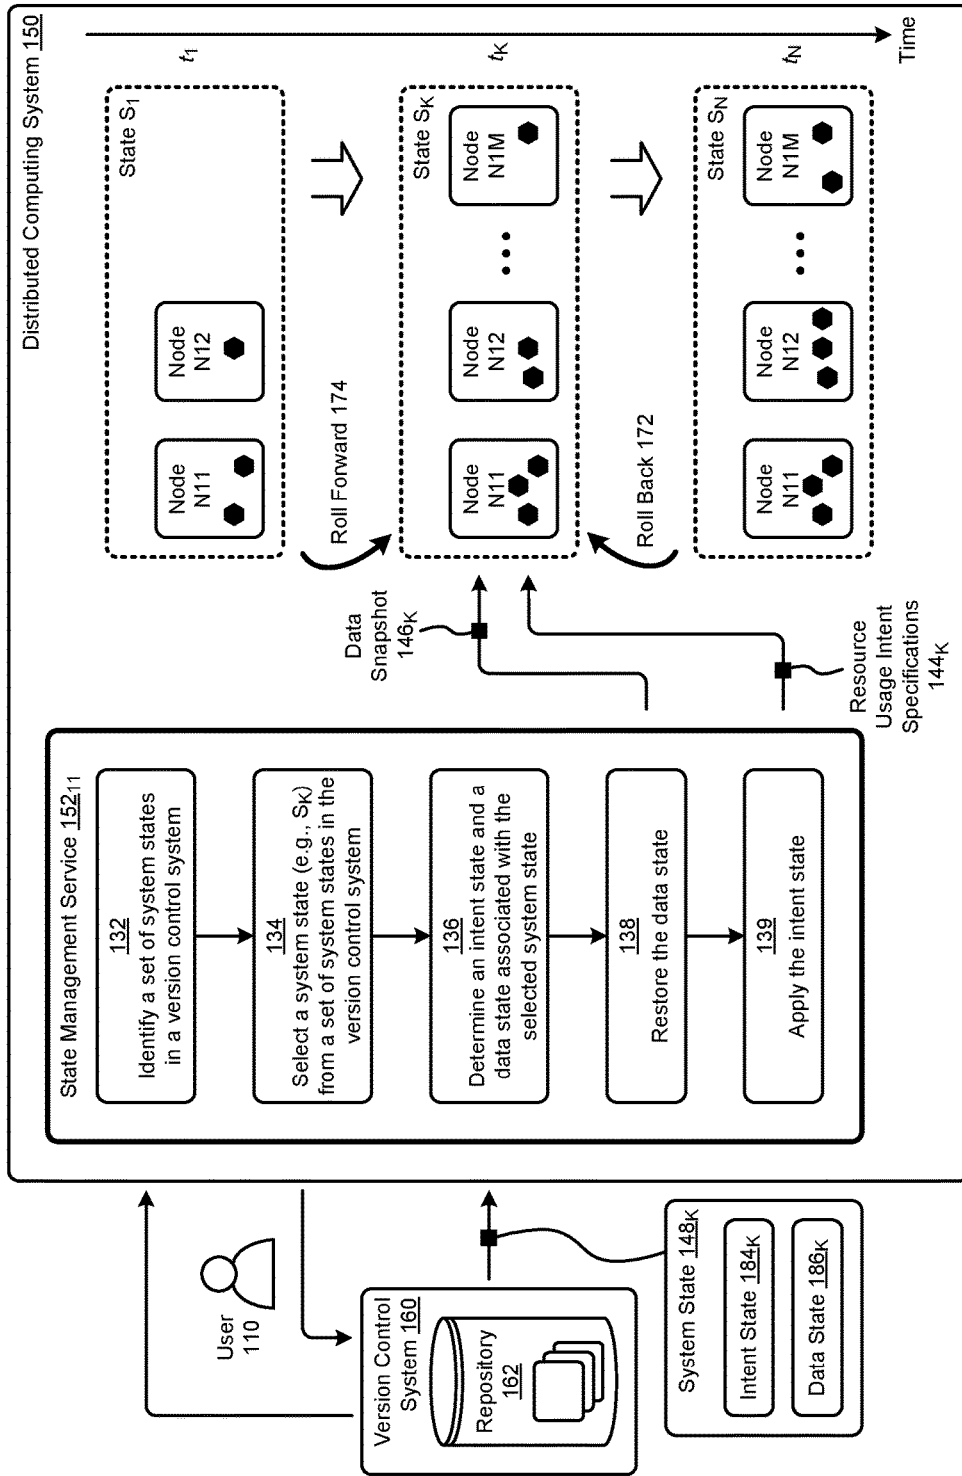 Distributed Computing System 150
User
110
Version Control
System 160
Repository
162
System State 148K
Intent State 184K
Data State 186K
State Management Service 15211
132
Identify a set of system states
in a version control system
134
Select a system state (e.g., SK)
from a set of system states in the
version control system
136
Determine an intent state and a
data state associated with the
selected system state
138
Restore the data state
139
Apply the intent state
Data
Snapshot
146K
Resource
Usage Intent
Specifications
144K
Roll Forward 174
Roll Back 172
State S1
Node
N11
Node
N12
State SK
Node
N11
Node
N12
Node
N1M
State SN
Node
N11
Node
N12
Node
N1M
t1
tK
tN
Time